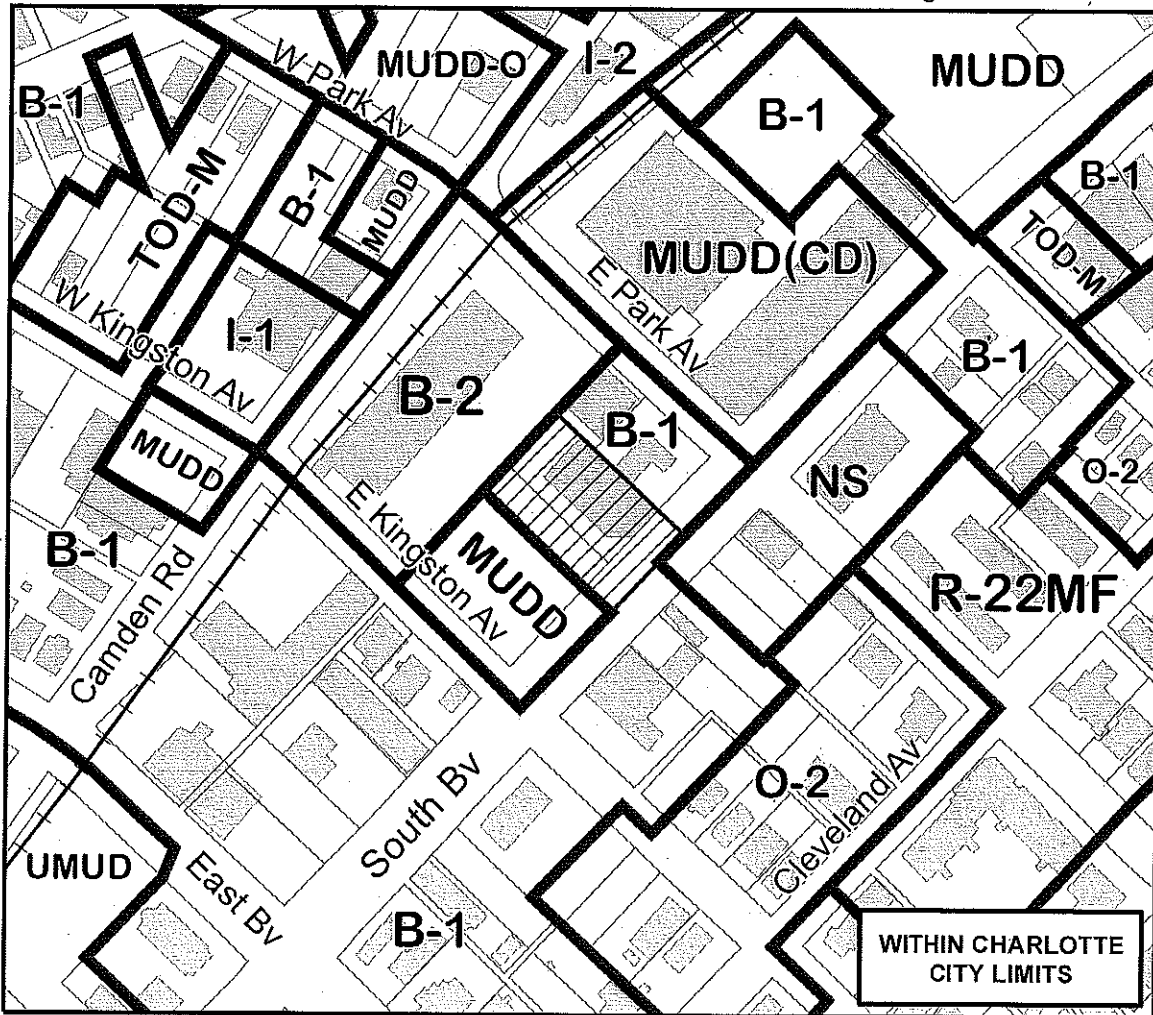 MUDD-O
I-2
MUDD
B-1
W Park Av
B-1
TOD-M
B-1
MUDD
B-1
TOD-M
MUDD(CD)
E Park Av
W Kingston Av
I-1
B-2
B-1
B-1
MUDD
NS
O-2
E Kingston Av
MUDD
B-1
R-22MF
Camden Rd
South Bv
O-2
Cleveland Av
UMUD
East Bv
B-1
WITHIN CHARLOTTE
CITY LIMITS